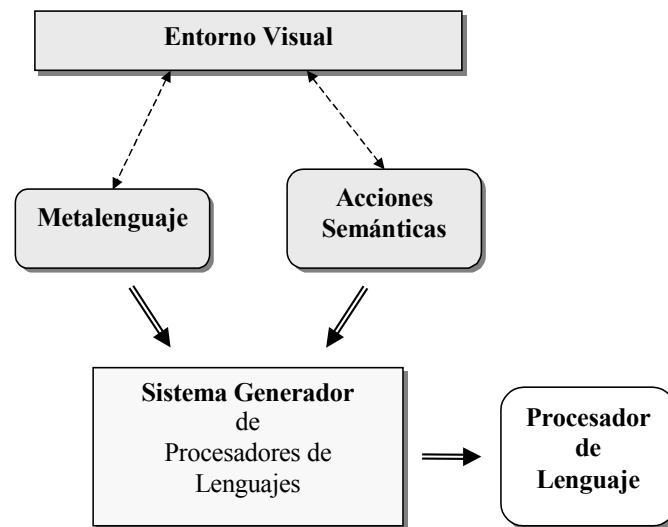 Entorno Visual
Metalenguaje
Acciones
Semánticas
Sistema Generador
de
Procesadores de
Lenguajes
Procesador
de
Lenguaje